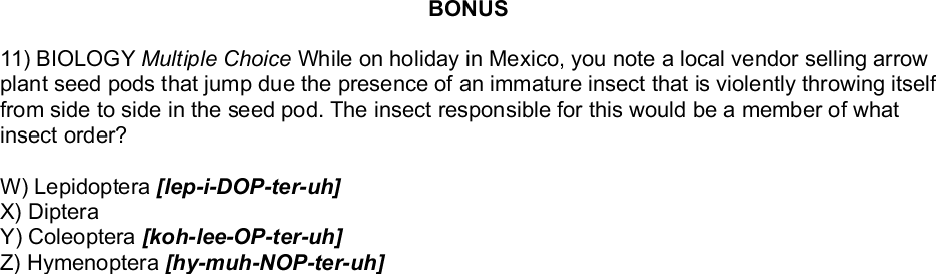 BONUS
11) BIOLOGY Multiple Choice While on holiday in Mexico, you note a local vendor selling arrow
plant seed pods that jump due the presence of an immature insect that is violently throwing itself
from side to side in the seed pod. The insect responsible for this would be a member of what
insect order?
W) Lepidoptera [lep-i-DOP-ter-uh]
X) Diptera
Y) Coleoptera [koh-lee-OP-ter-uh]
Z) Hymenoptera [hy-muh-NOP-ter-uh]